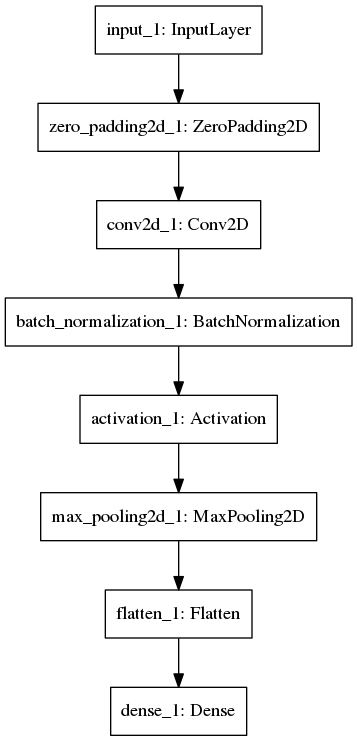 input_1: InputLayer
zero_padding2d_1: ZeroPadding2D
conv2d_1: Conv2D
batch_normalization_1: BatchNormalization
activation_1: Activation
max_pooling2d_1: MaxPooling2D
flatten_1: Flatten
dense_1: Dense